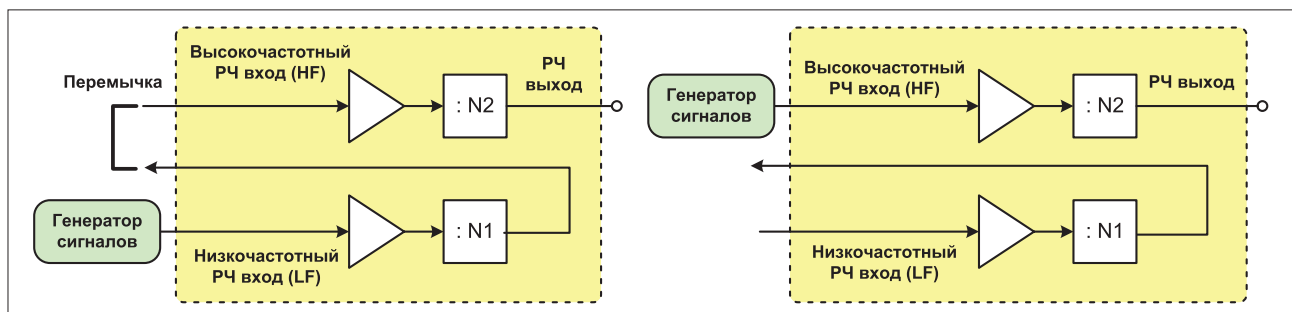 Перемычка
Высокочастотный
РЧ вход (HF)
: N2
РЧ
выход
Генератор
сигналов
Низкочастотный
РЧ вход (LF)
: N1
Генератор
сигналов
Высокочастотный
РЧ вход (HF)
: N2
РЧ выход
Низкочастотный
РЧ вход (LF)
: N1